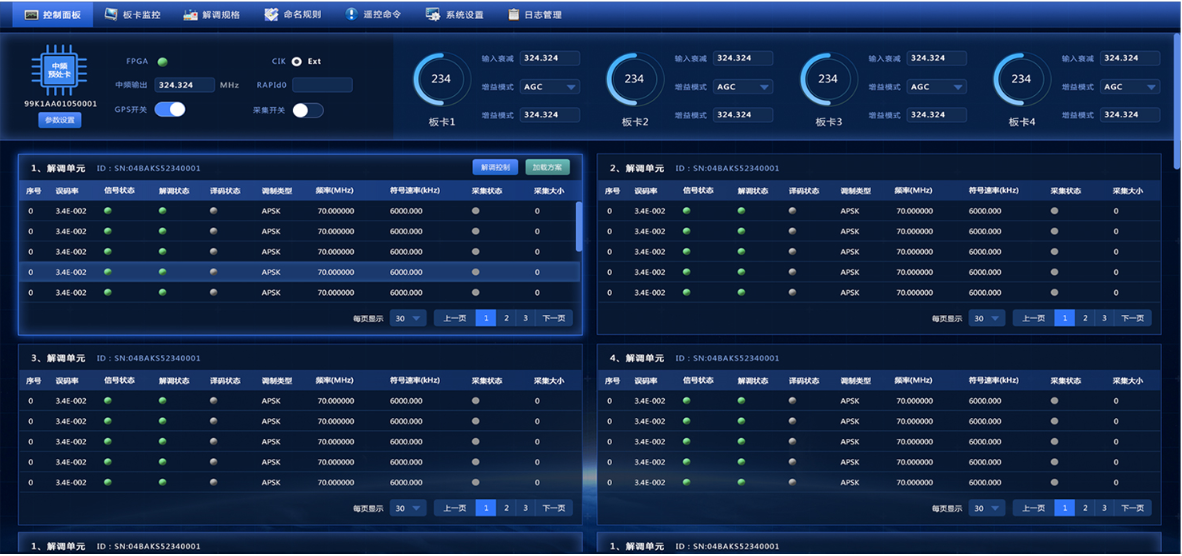 控制面板 板卡监控 解调规格 命名规则 遥控命令 系统设置 日志管理
中频
预处卡
99K1AA01050001
参数设置
FPGA CIK Ext
中频输出 324.324 MHz RAPId0
GPS开关 采集开关
234
板卡1
输入衰减 324.324
增益模式 AGC
增益模式 324.324
234
板卡2
输入衰减 324.324
增益模式 AGC
增益模式 324.324
234
板卡3
输入衰减 324.324
增益模式 AGC
增益模式 324.324
234
板卡4
输入衰减 324.324
增益模式 AGC
增益模式 324.324
1、解调单元 ID：SN:04BAKS52340001 解调控制 加载方案
序号 误码率 信号状态 解调状态 译码状态 调制类型 频率(MHz) 符号速率(kHz) 采集状态 采集大小
0 3.4E-002 APSK 70.000000 6000.000 0
0 3.4E-002 APSK 70.000000 6000.000 0
0 3.4E-002 APSK 70.000000 6000.000 0
0 3.4E-002 APSK 70.000000 6000.000 0
0 3.4E-002 APSK 70.000000 6000.000 0
每页显示 30 上一页 1 2 3 下一页
2、解调单元 ID：SN:04BAKS52340001
序号 误码率 信号状态 解调状态 译码状态 调制类型 频率(MHz) 符号速率(kHz) 采集状态 采集大小
0 3.4E-002 APSK 70.000000 6000.000 0
0 3.4E-002 APSK 70.000000 6000.000 0
0 3.4E-002 APSK 70.000000 6000.000 0
0 3.4E-002 APSK 70.000000 6000.000 0
0 3.4E-002 APSK 70.000000 6000.000 0
每页显示 30 上一页 1 2 3 下一页
3、解调单元 ID：SN:04BAKS52340001
序号 误码率 信号状态 解调状态 译码状态 调制类型 频率(MHz) 符号速率(kHz) 采集状态 采集大小
0 3.4E-002 APSK 70.000000 6000.000 0
0 3.4E-002 APSK 70.000000 6000.000 0
0 3.4E-002 APSK 70.000000 6000.000 0
0 3.4E-002 APSK 70.000000 6000.000 0
0 3.4E-002 APSK 70.000000 6000.000 0
每页显示 30 上一页 1 2 3 下一页
4、解调单元 ID：SN:04BAKS52340001
序号 误码率 信号状态 解调状态 译码状态 调制类型 频率(MHz) 符号速率(kHz) 采集状态 采集大小
0 3.4E-002 APSK 70.000000 6000.000 0
0 3.4E-002 APSK 70.000000 6000.000 0
0 3.4E-002 APSK 70.000000 6000.000 0
0 3.4E-002 APSK 70.000000 6000.000 0
0 3.4E-002 APSK 70.000000 6000.000 0
每页显示 30 上一页 1 2 3 下一页
1、解调单元 ID：SN:04BAKS52340001
1、解调单元 ID：SN:04BAKS52340001